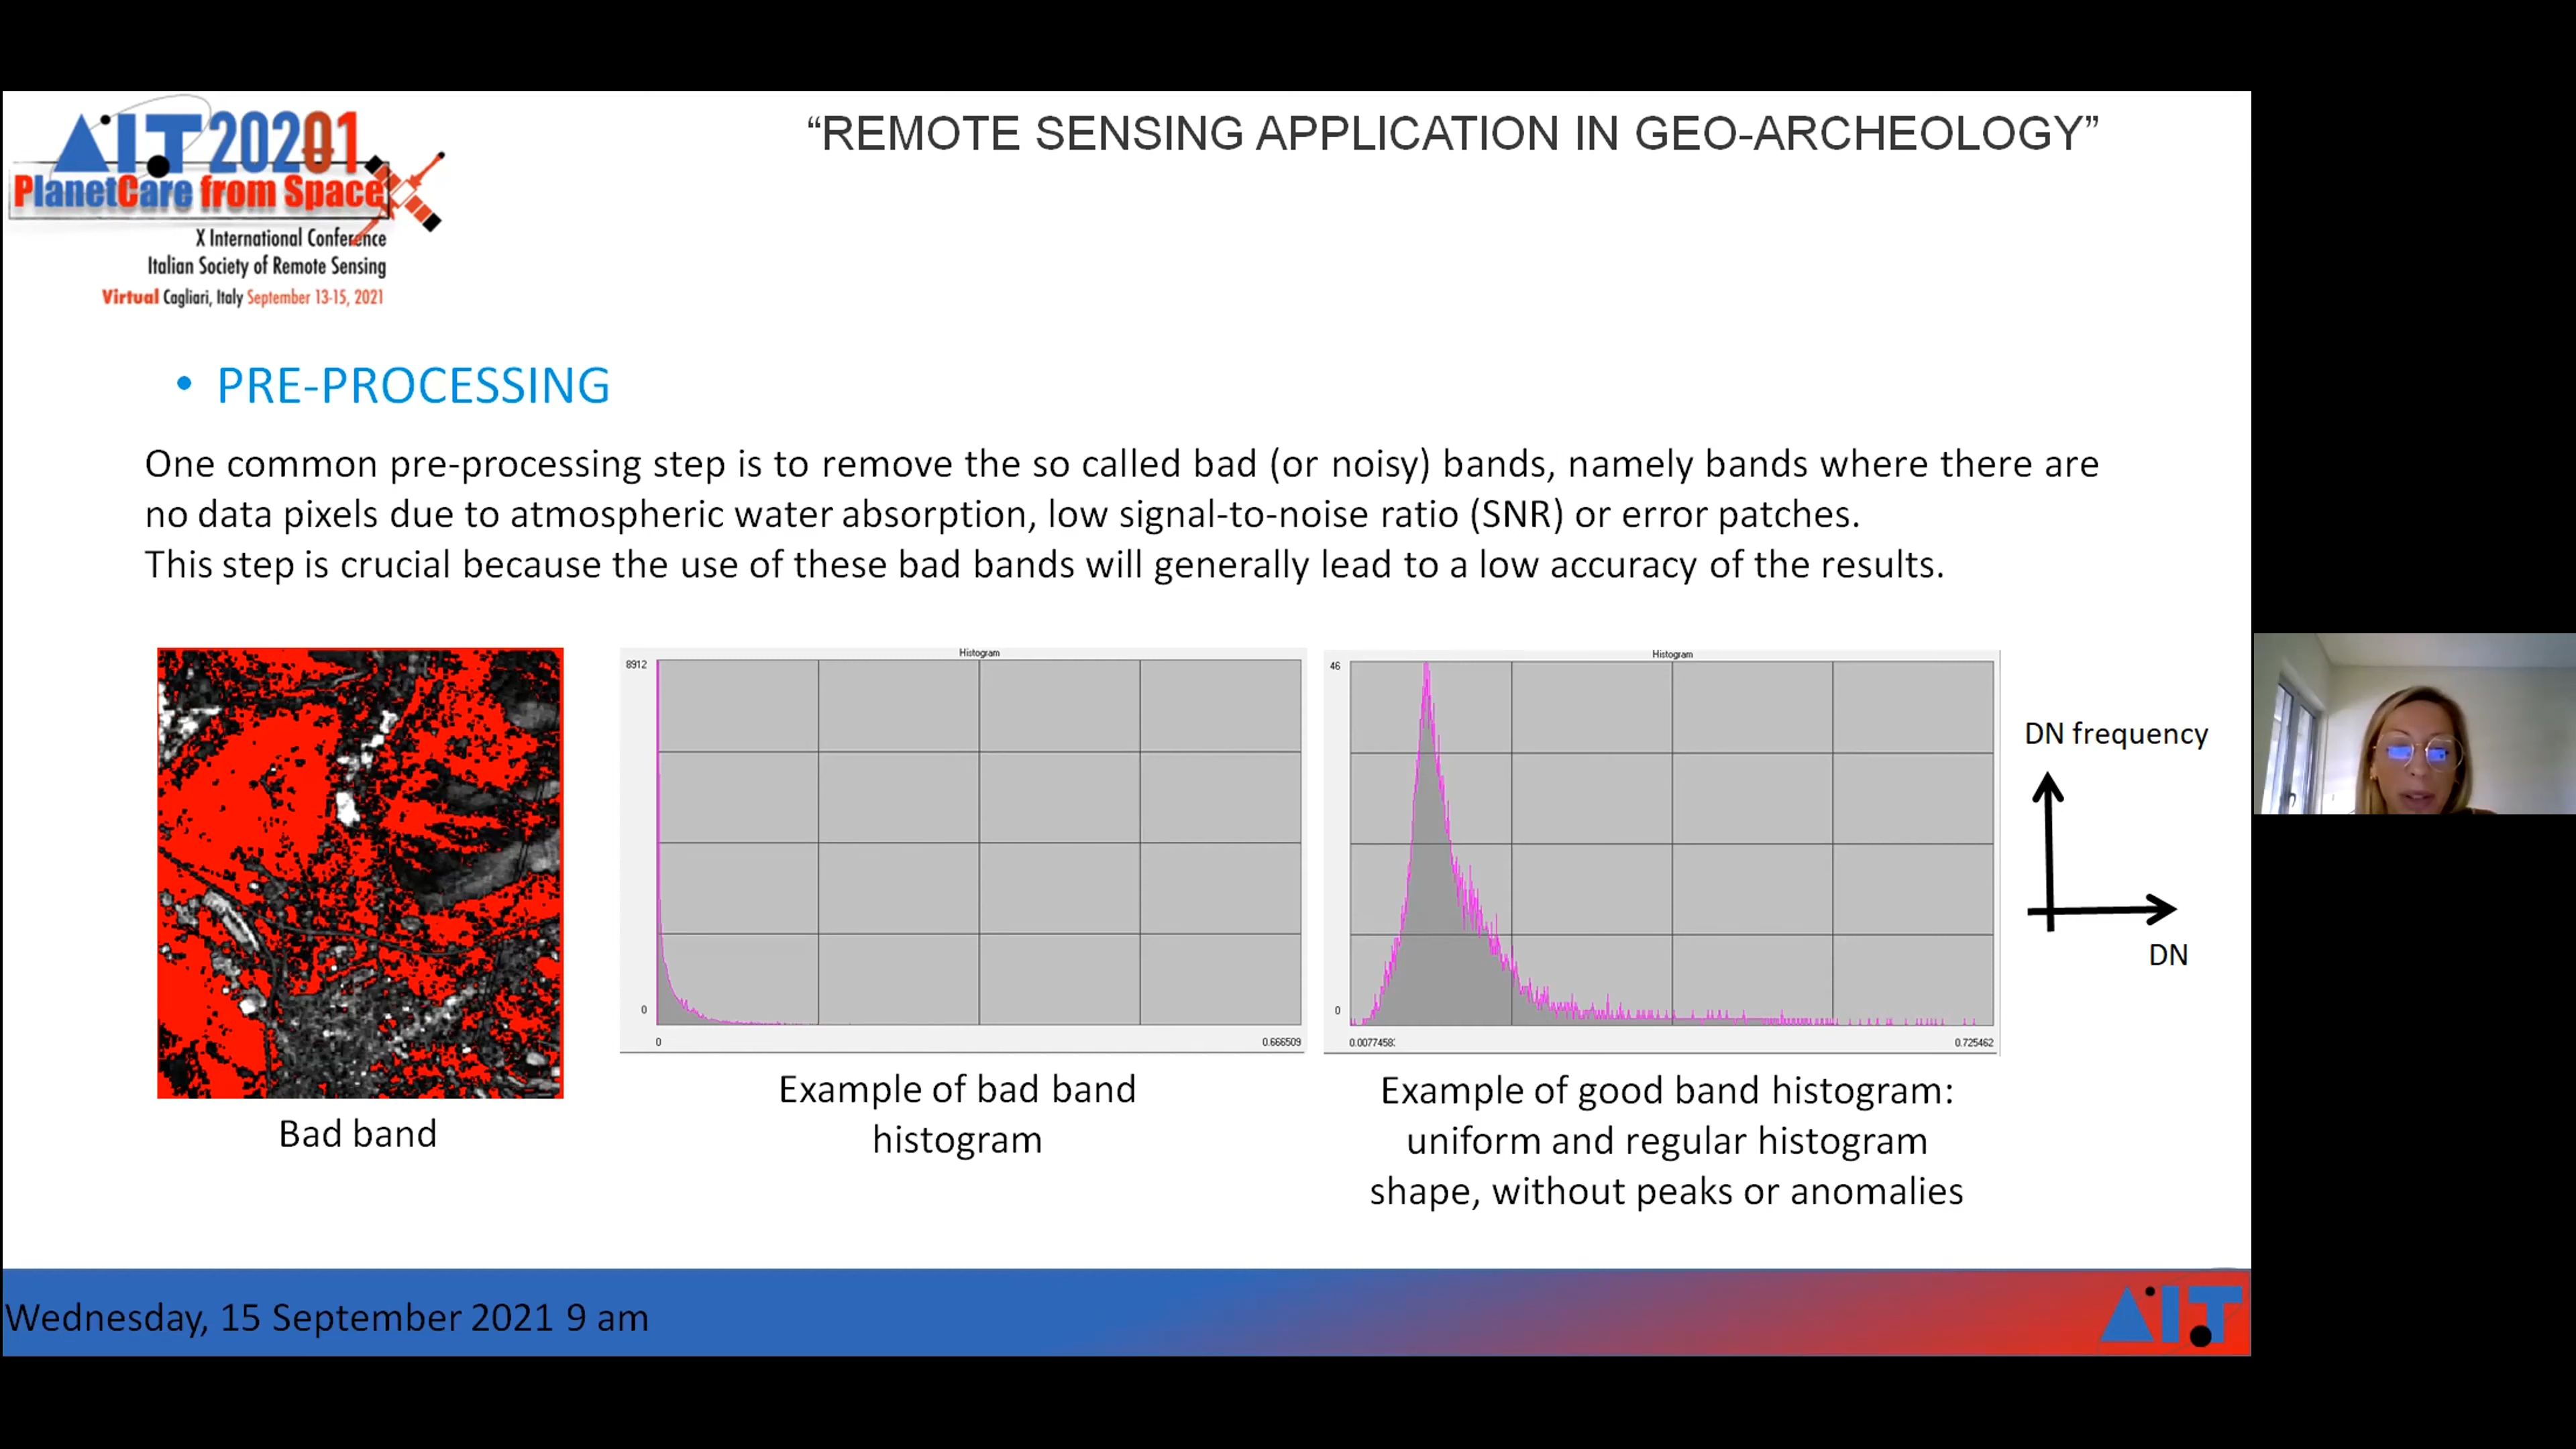 AIT 20201
PlanetCare from Space
X International Conference
Italian Society of Remote Sensing
Virtual Cagliari, Italy September 13-15, 2021
“REMOTE SENSING APPLICATION IN GEO-ARCHEOLOGY”
• PRE-PROCESSING
One common pre-processing step is to remove the so called bad (or noisy) bands, namely bands where there are
no data pixels due to atmospheric water absorption, low signal-to-noise ratio (SNR) or error patches.
This step is crucial because the use of these bad bands will generally lead to a low accuracy of the results.
Bad band
Histogram
8912
0
0 0.666509
Example of bad band
histogram
Histogram
46
0
0.0077458: 0.725462
Example of good band histogram:
uniform and regular histogram
shape, without peaks or anomalies
DN frequency
DN
Wednesday, 15 September 2021 9 am
AIT